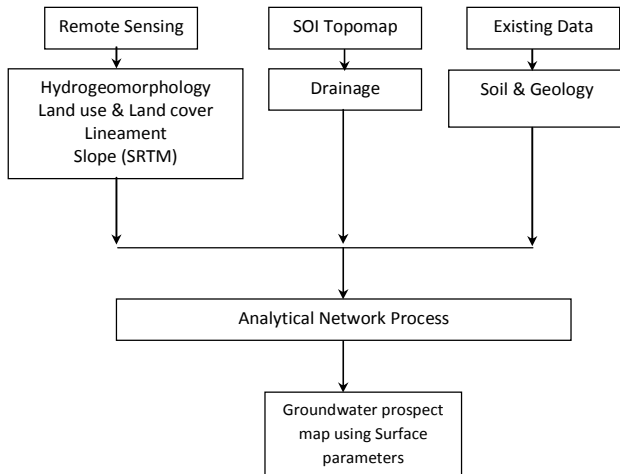 Remote Sensing
SOI Topomap
Existing Data
Hydrogeomorphology
Land use & Land cover
Lineament
Slope (SRTM)
Drainage
Soil & Geology
Analytical Network Process
Groundwater prospect
map using Surface
parameters